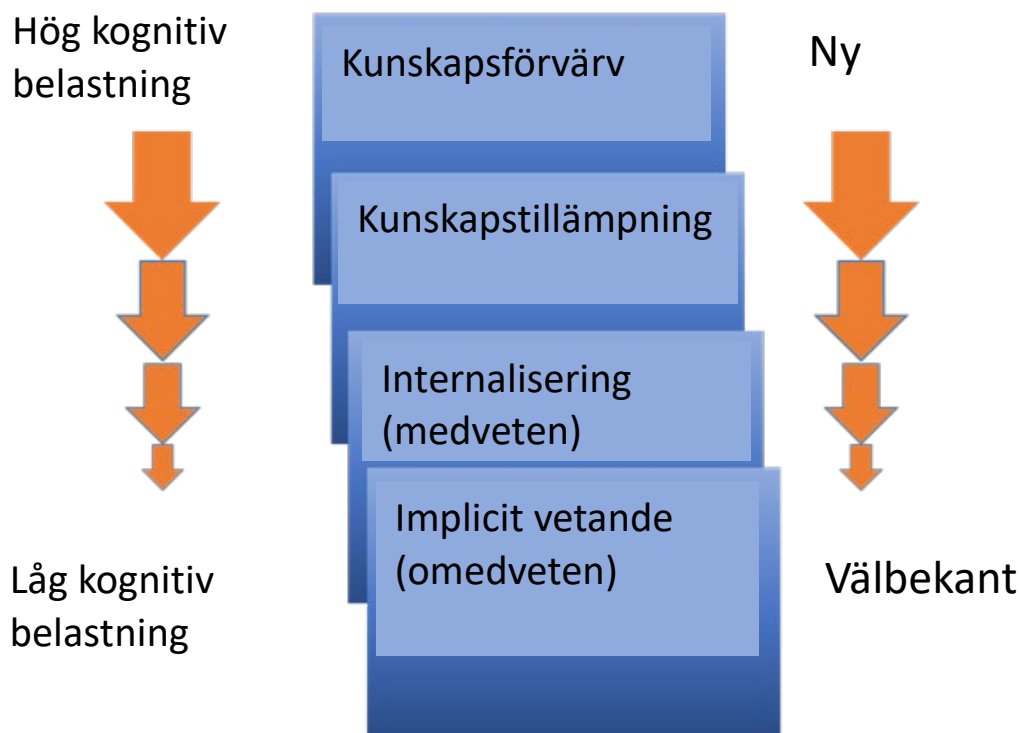 Hög kognitiv
belastning
Kunskapsförvärv
Ny
Kunskapstillämpning
Internalisering
(medveten)
Implicit vetande
(omedveten)
Låg kognitiv
belastning
Välbekant